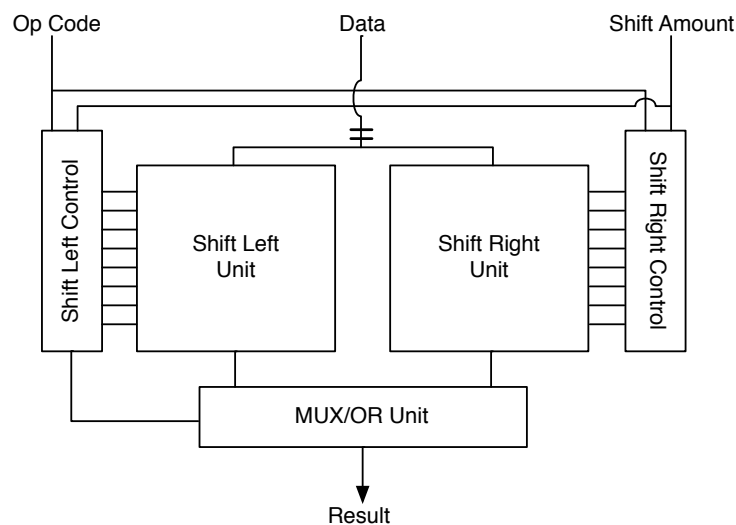 Op Code
Data
Shift Amount
Shift Left Control
Shift Left
Unit
Shift Right
Unit
Shift Right Control
MUX/OR Unit
Result